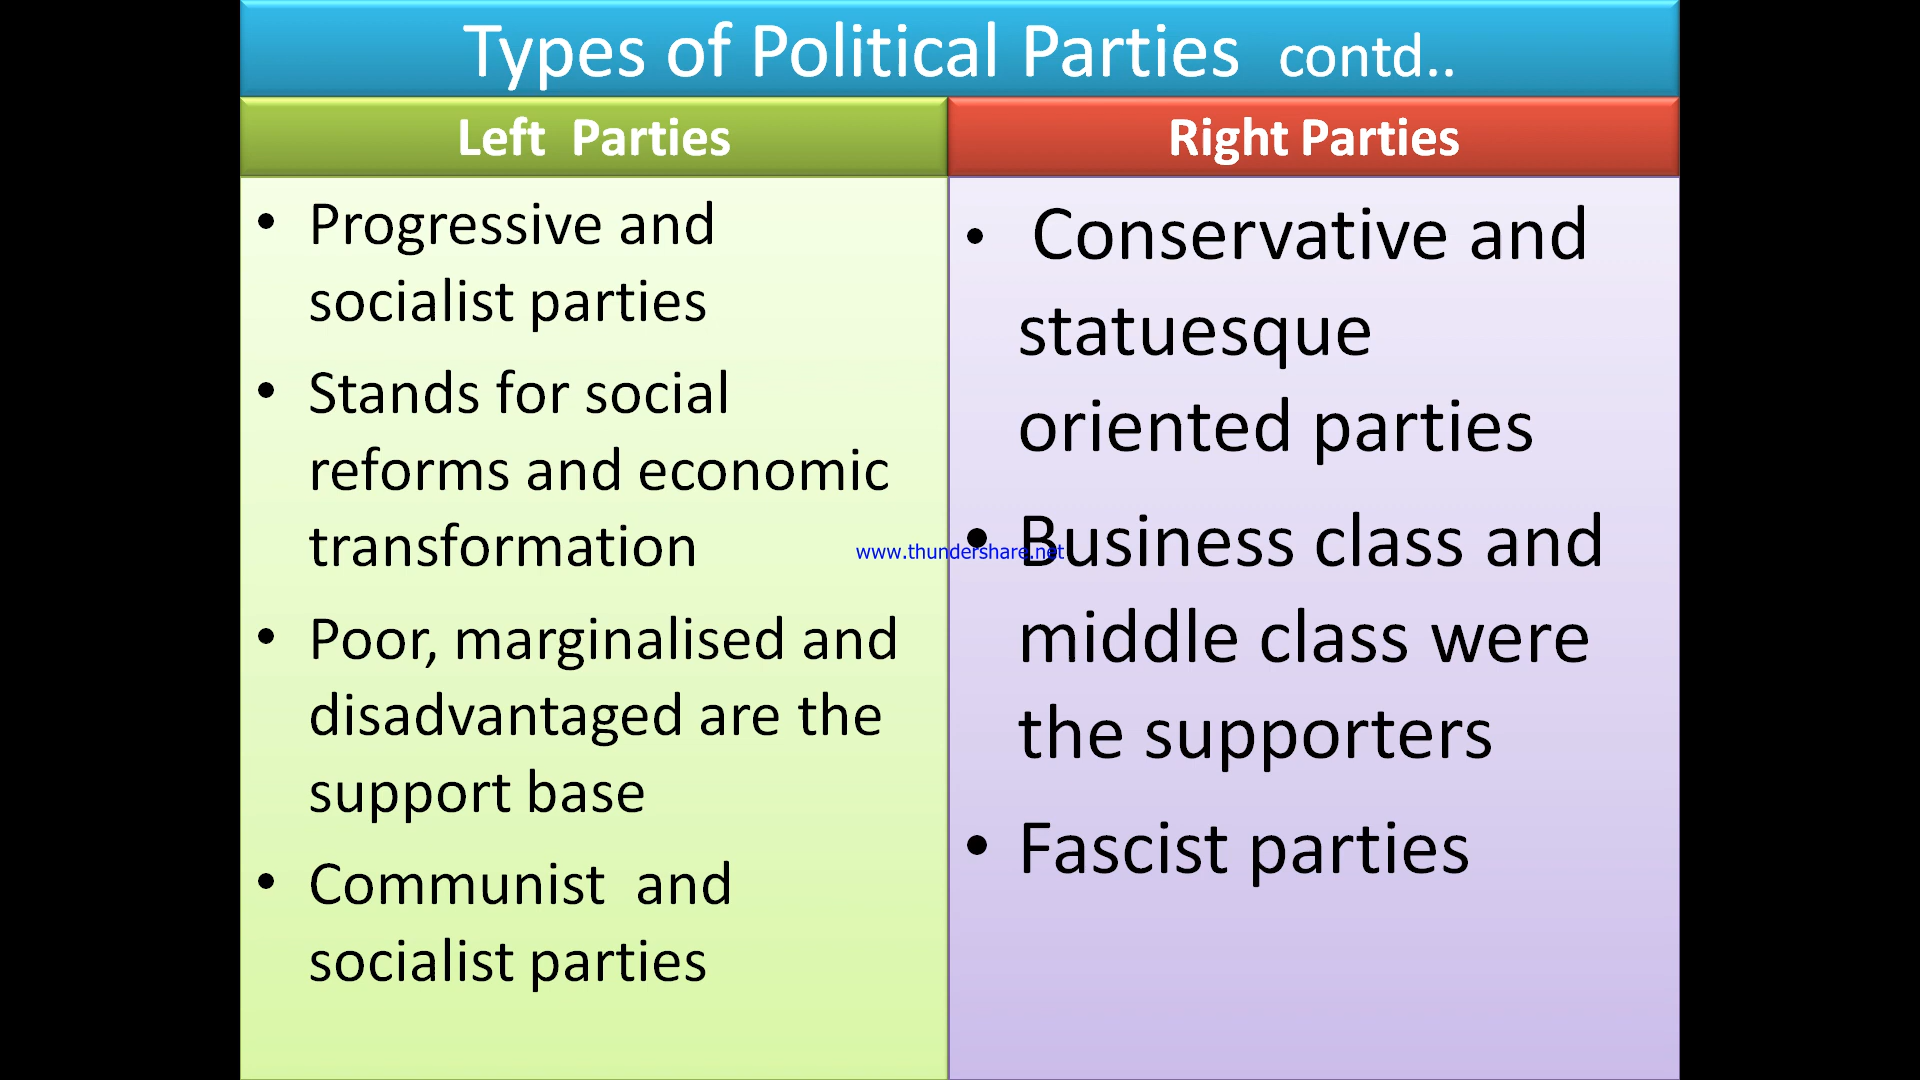 Types of Political Parties contd..
Left Parties
• Progressive and
socialist parties
• Stands for social
reforms and economic
transformation
• Poor, marginalised and
disadvantaged are the
support base
• Communist and
socialist parties
Right Parties
• Conservative and
statuesque
oriented parties
• Business class and
middle class were
the supporters
• Fascist parties
www.thundershare.net